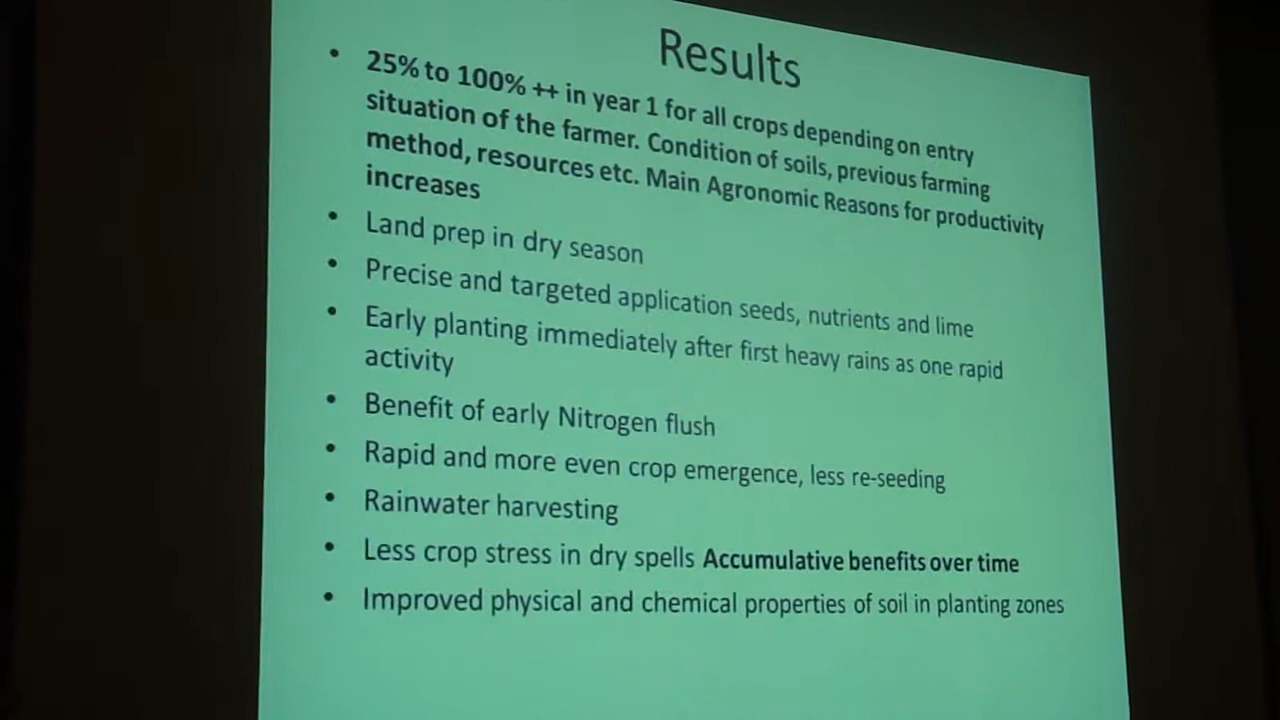 Results
• 25% to 100% ++ in year 1 for all crops depending on entry
situation of the farmer. Condition of soils, previous farming
method, resources etc. Main Agronomic Reasons for productivity
increases
• Land prep in dry season
• Precise and targeted application seeds, nutrients and lime
• Early planting immediately after first heavy rains as one rapid
activity
• Benefit of early Nitrogen flush
• Rapid and more even crop emergence, less re-seeding
• Rainwater harvesting
• Less crop stress in dry spells Accumulative benefits over time
• Improved physical and chemical properties of soil in planting zones